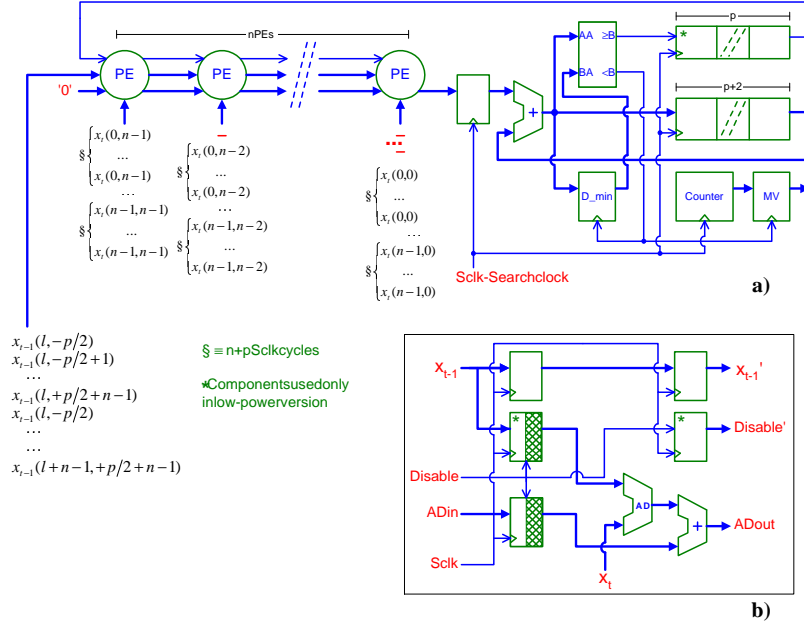 nPEs
p
AA ≥B
BA <B
*
PE
PE
PE
p+2
'0'
+
§ { x_t(0,n−1)
...
x_t(0,n−1)
...
§ { x_t(n−1,n−1)
...
x_t(n−1,n−1)
§ { x_t(0,n−2)
...
x_t(0,n−2)
...
§ { x_t(n−1,n−2)
...
x_t(n−1,n−2)
...
§ { x_t(0,0)
...
x_t(0,0)
...
§ { x_t(n−1,0)
...
x_t(n−1,0)
D_min
Counter
MV
Sclk-Searchclock
a)
x_{t−1}(l,−p/2)
x_{t−1}(l,−p/2+1)
...
x_{t−1}(l,+p/2+n−1)
x_{t−1}(l,−p/2)
...
...
x_{t−1}(l+n−1,+p/2+n−1)
§ ≡ n+pSclkcycles
*Componentsusedonly
inlow-powerversion
x_{t-1}
x_{t-1}'
*
*
Disable'
Disable
ADin
AD
+
ADout
Sclk
x_t
b)